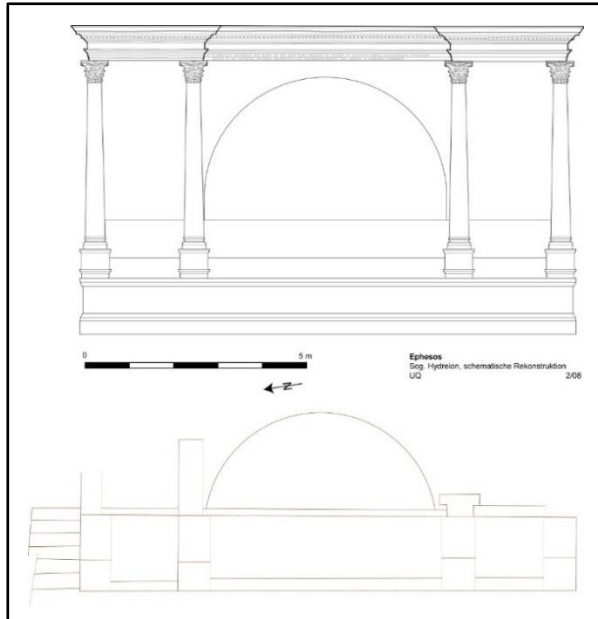 0
5 m
N
Ephesos
Sog. Hydreion, schematische Rekonstruktion
UQ 2/08